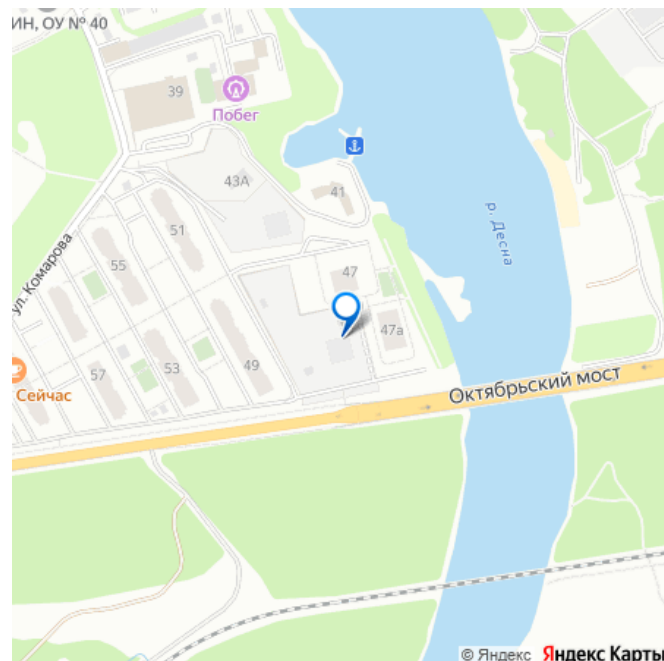 ИН, ОУ № 40
39
Побег
43А
41
51
ул. Комарова
55
47
р. Десна
53
49
47а
57
Сейчас
Октябрьский мост
© Яндекс Яндекс Карты